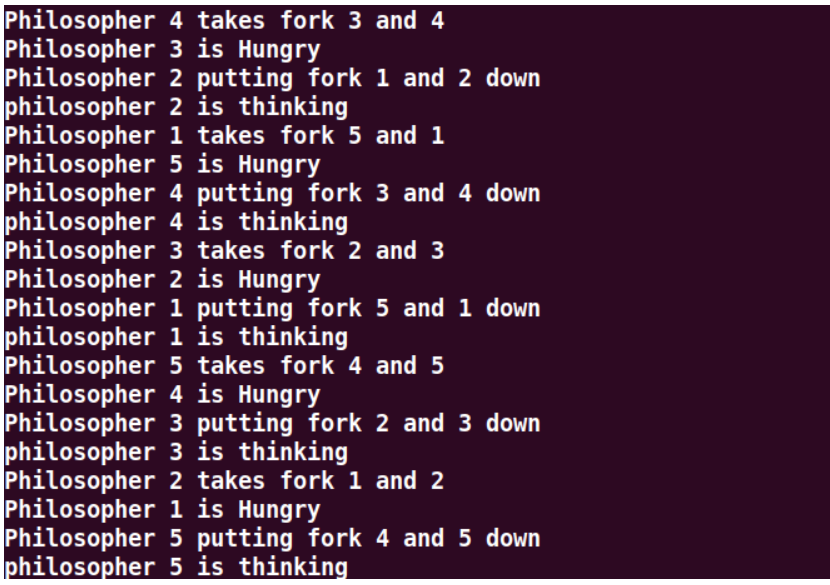 Philosopher 4 takes fork 3 and 4
Philosopher 3 is Hungry
Philosopher 2 putting fork 1 and 2 down
philosopher 2 is thinking
Philosopher 1 takes fork 5 and 1
Philosopher 5 is Hungry
Philosopher 4 putting fork 3 and 4 down
philosopher 4 is thinking
Philosopher 3 takes fork 2 and 3
Philosopher 2 is Hungry
Philosopher 1 putting fork 5 and 1 down
philosopher 1 is thinking
Philosopher 5 takes fork 4 and 5
Philosopher 4 is Hungry
Philosopher 3 putting fork 2 and 3 down
philosopher 3 is thinking
Philosopher 2 takes fork 1 and 2
Philosopher 1 is Hungry
Philosopher 5 putting fork 4 and 5 down
philosopher 5 is thinking